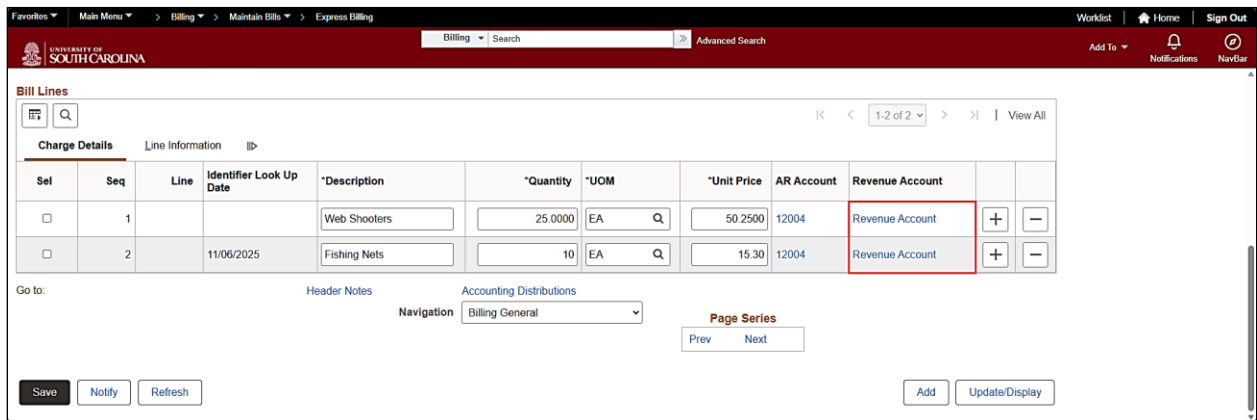 Favorites Main Menu > Billing > Maintain Bills > Express Billing Worklist Home Sign Out
UNIVERSITY OF
SOUTH CAROLINA
Billing Search Advanced Search
Add To Notifications NavBar
Bill Lines
1-2 of 2 | View All
Charge Details Line Information
Sel Seq Line Identifier Look Up Date *Description *Quantity *UOM *Unit Price AR Account Revenue Account
1 Web Shooters 25.0000 EA 50.2500 12004 Revenue Account + −
2 11/06/2025 Fishing Nets 10 EA 15.30 12004 Revenue Account + −
Go to: Header Notes Accounting Distributions
Navigation Billing General
Page Series
Prev Next
Save Notify Refresh Add Update/Display